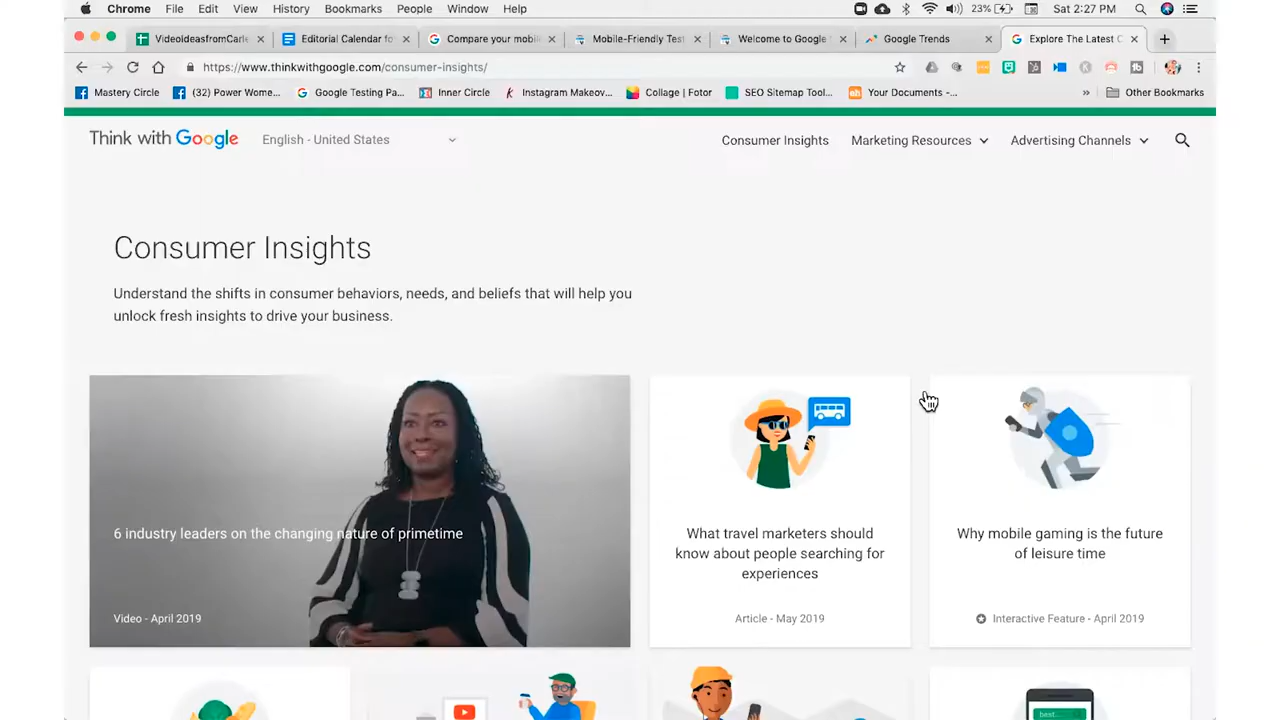 Chrome File Edit View History Bookmarks People Window Help 23% Sat 2:27 PM
VideoideasfromCarle Editorial Calendar fo Compare your mobil Mobile-Friendly Test Welcome to Google S Google Trends Explore The Latest C
https://www.thinkwithgoogle.com/consumer-insights/
Mastery Circle (32) Power Wome... Google Testing Pa... Inner Circle Instagram Makeov... Collage | Fotor SEO Sitemap Tool... Your Documents -... » Other Bookmarks
Think with Google English - United States Consumer Insights Marketing Resources Advertising Channels
Consumer Insights
Understand the shifts in consumer behaviors, needs, and beliefs that will help you
unlock fresh insights to drive your business.
6 industry leaders on the changing nature of primetime
Video - April 2019
What travel marketers should
know about people searching for
experiences
Article - May 2019
Why mobile gaming is the future
of leisure time
Interactive Feature - April 2019
best...